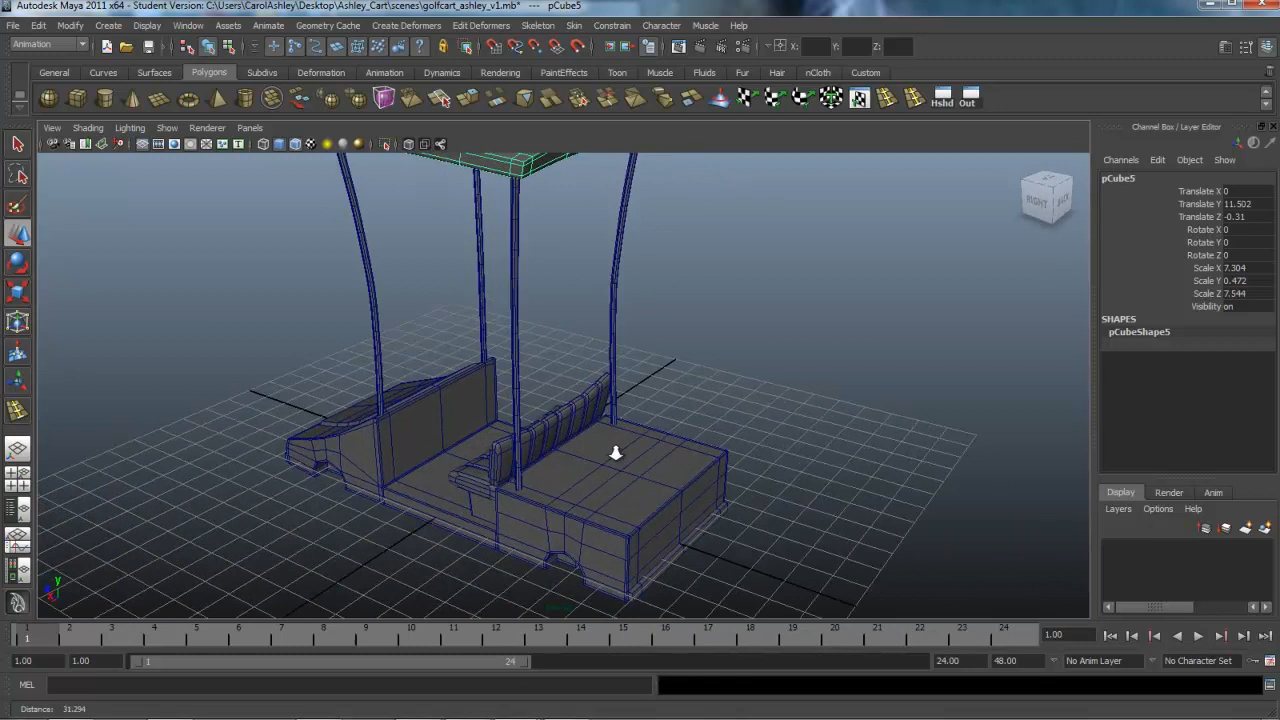 Autodesk Maya 2011 x64 - Student Version: C:\Users\CarolAshley\Desktop\Ashley_Cart\scenes\golfcart_ashley_v1.mb* --- pCube5
File Edit Modify Create Display Window Assets Animate Geometry Cache Create Deformers Edit Deformers Skeleton Skin Constrain Character Muscle Help
Animation X: Y: Z:
General Curves Surfaces Polygons Subdivs Deformation Animation Dynamics Rendering PaintEffects Toon Muscle Fluids Fur Hair nCloth Custom
Hshd Out
View Shading Lighting Show Renderer Panels
Channel Box / Layer Editor
Channels Edit Object Show
pCube5
Translate X 0
Translate Y 11.502
Translate Z -0.31
Rotate X 0
Rotate Y 0
Rotate Z 0
Scale X 7.304
Scale Y 0.472
Scale Z 7.544
Visibility on
SHAPES
pCubeShape5
RIGHT BACK
Display Render Anim
Layers Options Help
y
1 2 3 4 5 6 7 8 9 10 11 12 13 14 15 16 17 18 19 20 21 22 23 24
1 1.00
1.00 1.00 1 24 24.00 48.00 No Anim Layer No Character Set
MEL
Distance: 31.294